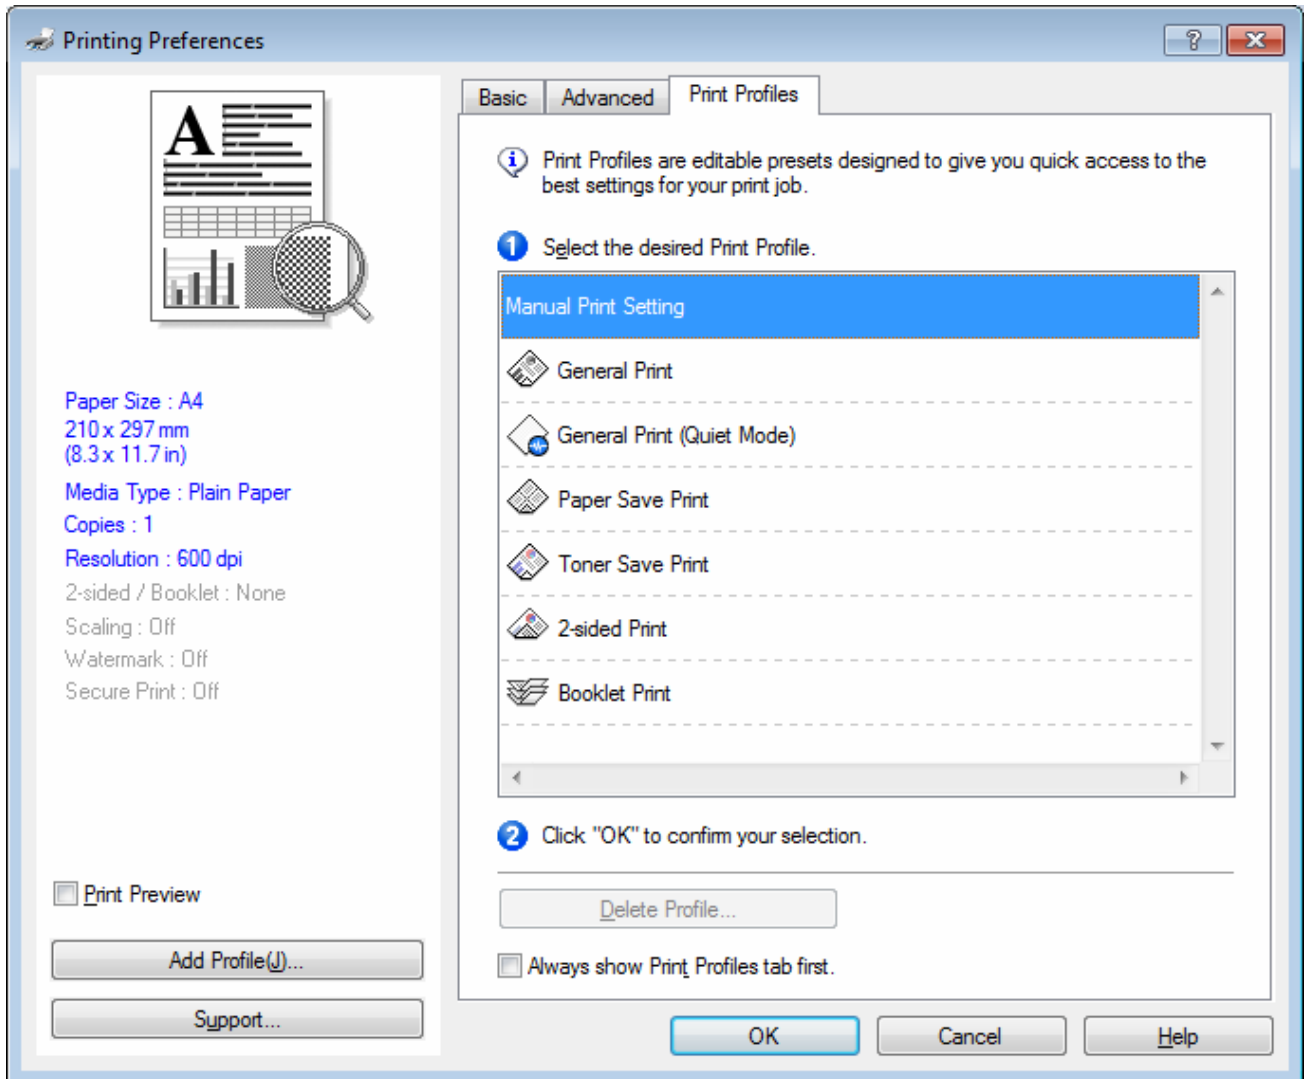 Printing Preferences
A
Paper Size : A4
210 x 297 mm
(8.3 x 11.7 in)
Media Type : Plain Paper
Copies : 1
Resolution : 600 dpi
2-sided / Booklet : None
Scaling : Off
Watermark : Off
Secure Print : Off
Print Preview
Add Profile(J)...
Support...
Basic
Advanced
Print Profiles
Print Profiles are editable presets designed to give you quick access to the
best settings for your print job.
1 Select the desired Print Profile.
Manual Print Setting
General Print
General Print (Quiet Mode)
Paper Save Print
Toner Save Print
2-sided Print
Booklet Print
2 Click "OK" to confirm your selection.
Delete Profile...
Always show Print Profiles tab first.
OK
Cancel
Help